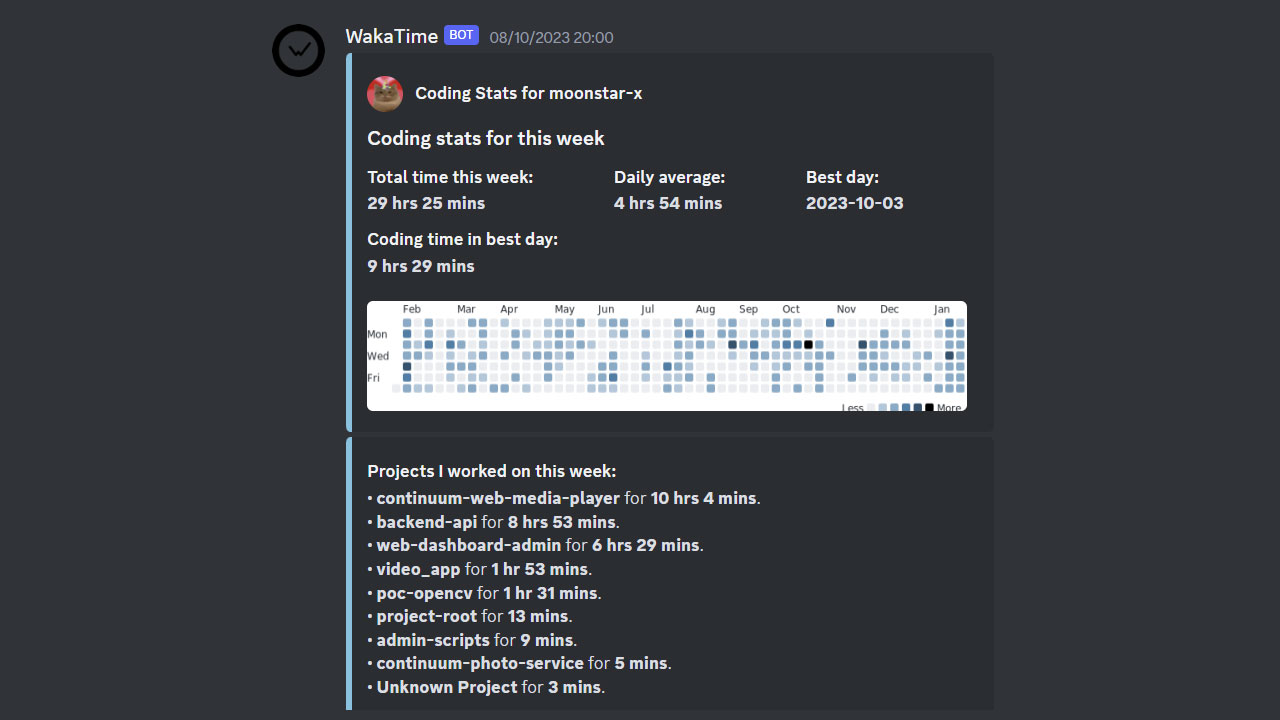 WakaTime BOT 08/10/2023 20:00
Coding Stats for moonstar-x
Coding stats for this week
Total time this week: Daily average: Best day:
29 hrs 25 mins 4 hrs 54 mins 2023-10-03
Coding time in best day:
9 hrs 29 mins
Feb Mar Apr May Jun Jul Aug Sep Oct Nov Dec Jan
Mon
Wed
Fri
Less More
Projects I worked on this week:
• continuum-web-media-player for 10 hrs 4 mins.
• backend-api for 8 hrs 53 mins.
• web-dashboard-admin for 6 hrs 29 mins.
• video_app for 1 hr 53 mins.
• poc-opencv for 1 hr 31 mins.
• project-root for 13 mins.
• admin-scripts for 9 mins.
• continuum-photo-service for 5 mins.
• Unknown Project for 3 mins.